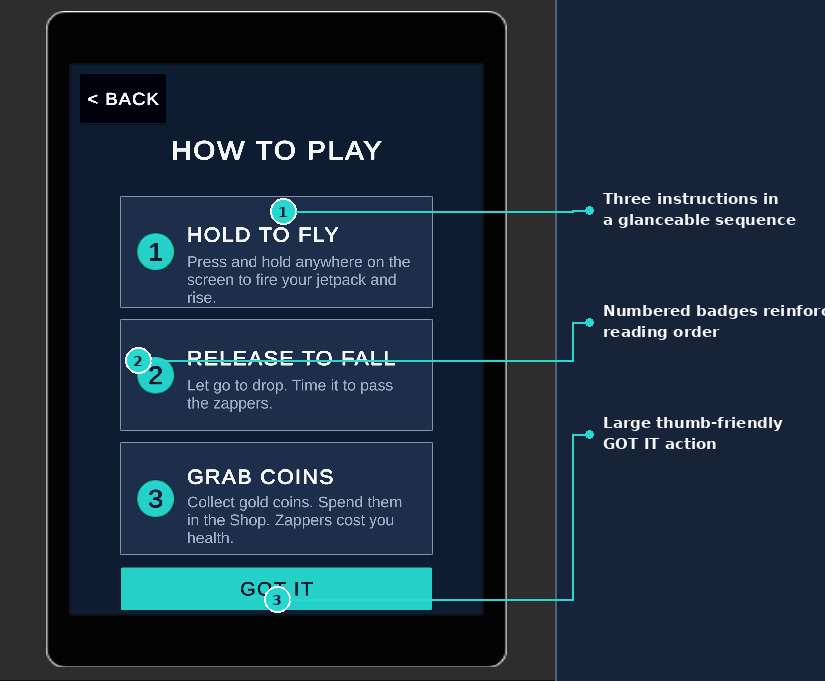 < BACK
HOW TO PLAY
1
1
HOLD TO FLY
Press and hold anywhere on the
screen to fire your jetpack and
rise.
2
2
RELEASE TO FALL
Let go to drop. Time it to pass
the zappers.
3
GRAB COINS
Collect gold coins. Spend them
in the Shop. Zappers cost you
health.
GOT IT
3
Three instructions in
a glanceable sequence
Numbered badges reinforc
reading order
Large thumb-friendly
GOT IT action